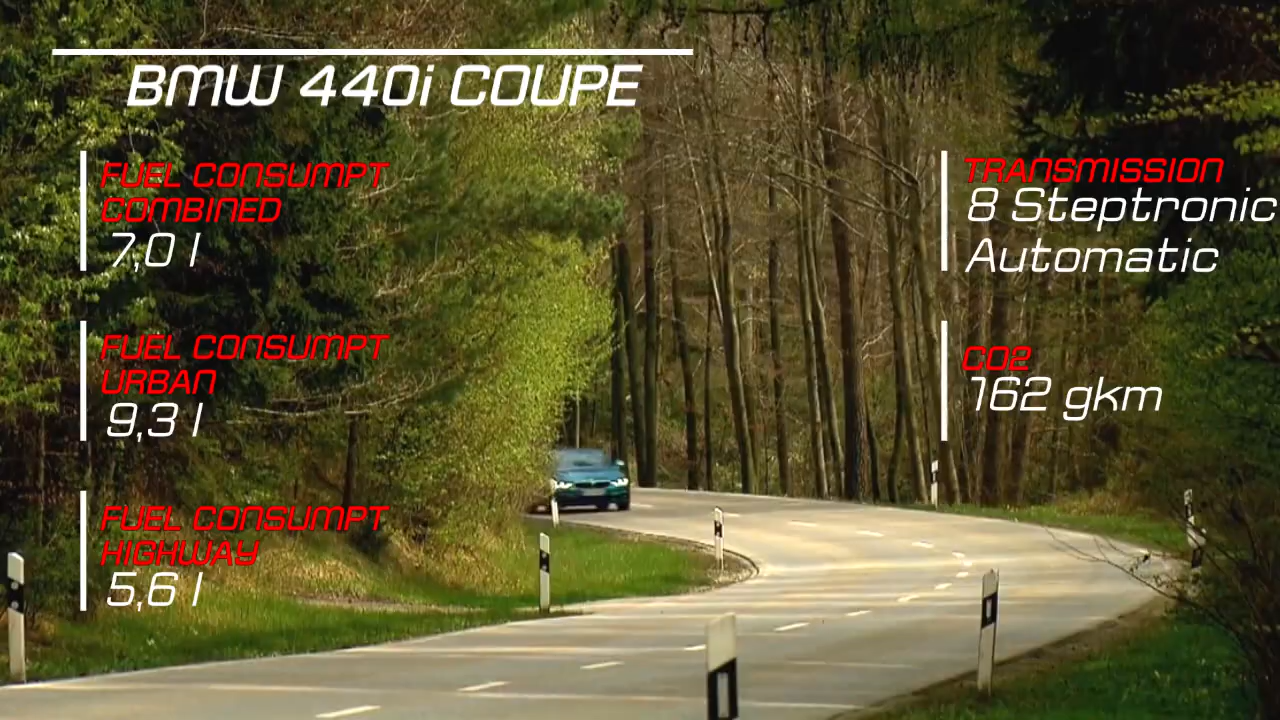 BMW 440i COUPE
FUEL CONSUMPT
COMBINED
7,0 l
FUEL CONSUMPT
URBAN
9,3 l
FUEL CONSUMPT
HIGHWAY
5,6 l
TRANSMISSION
8 Steptronic
Automatic
CO2
162 gkm